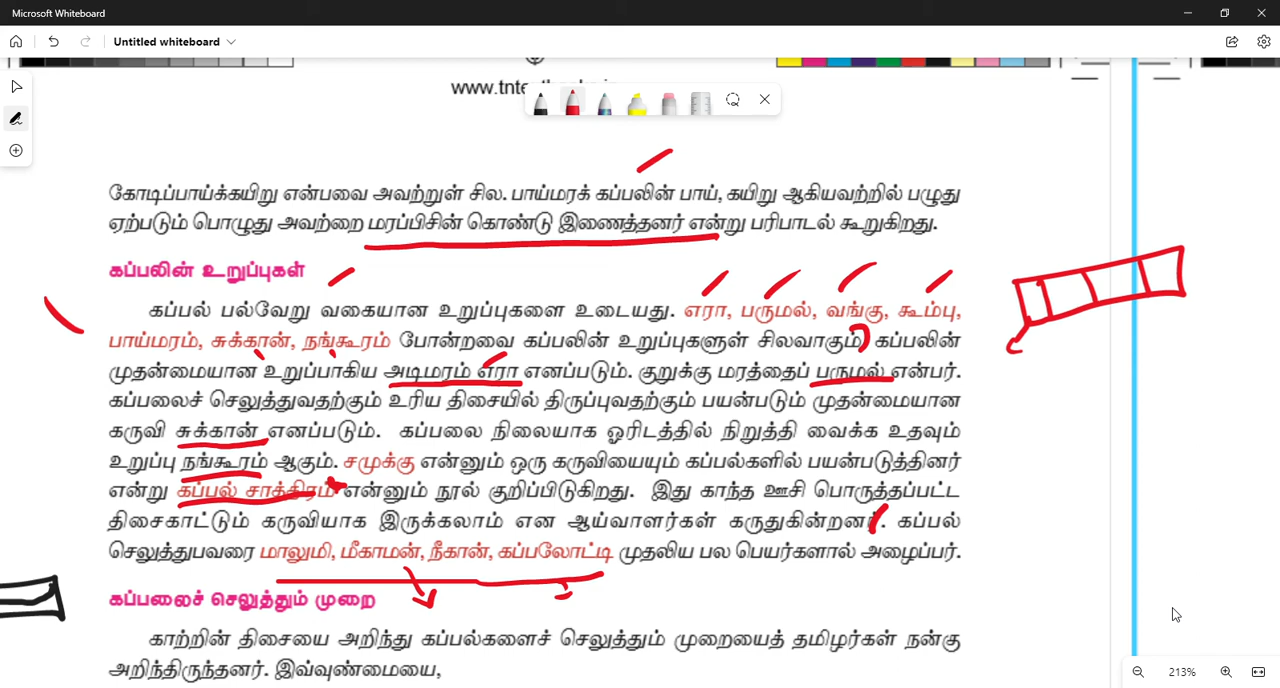 Microsoft Whiteboard
Untitled whiteboard
கோடிப்பாய்க்கயிறு என்பவை அவற்றுள் சில. பாய்மரக் கப்பலின் பாய், கயிறு ஆகியவற்றில் பழுது
ஏற்படும் பொழுது அவற்றை மரப்பிசின் கொண்டு இணைத்தனர் என்று பரிபாடல் கூறுகிறது.
கப்பலின் உறுப்புகள்
கப்பல் பல்வேறு வகையான உறுப்புகளை உடையது. எரா, பருமல், வங்கு, கூம்பு,
பாய்மரம், சுக்கான், நங்கூரம் போன்றவை கப்பலின் உறுப்புகளுள் சிலவாகும். கப்பலின்
முதன்மையான உறுப்பாகிய அடிமரம் எரா எனப்படும். குறுக்கு மரத்தைப் பருமல் என்பர்.
கப்பலைச் செலுத்துவதற்கும் உரிய திசையில் திருப்புவதற்கும் பயன்படும் முதன்மையான
கருவி சுக்கான் எனப்படும். கப்பலை நிலையாக ஓரிடத்தில் நிறுத்தி வைக்க உதவும்
உறுப்பு நங்கூரம் ஆகும். சமுக்கு என்னும் ஒரு கருவியையும் கப்பல்களில் பயன்படுத்தினர்
என்று கப்பல் சாத்திரம் என்னும் நூல் குறிப்பிடுகிறது. இது காந்த ஊசி பொருத்தப்பட்ட
திசைகாட்டும் கருவியாக இருக்கலாம் என ஆய்வாளர்கள் கருதுகின்றனர். கப்பல்
செலுத்துபவரை மாலுமி, மீகாமன், நீகான், கப்பலோட்டி முதலிய பல பெயர்களால் அழைப்பர்.
கப்பலைச் செலுத்தும் முறை
காற்றின் திசையை அறிந்து கப்பல்களைச் செலுத்தும் முறையைத் தமிழர்கள் நன்கு
அறிந்திருந்தனர். இவ்வுண்மையை,
213%